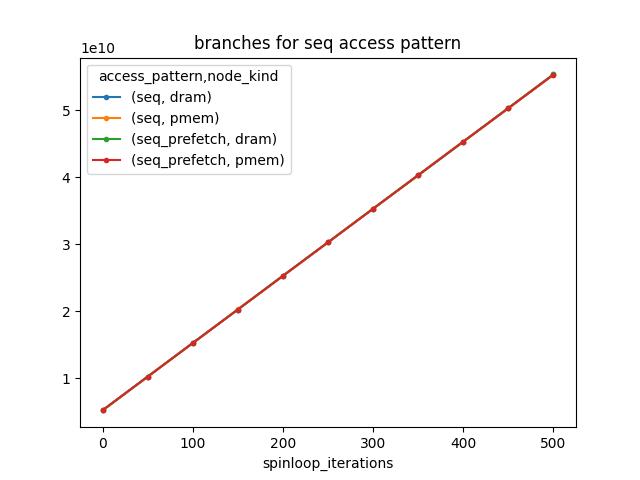 branches for seq access pattern
1e10
access_pattern,node_kind
(seq, dram)
(seq, pmem)
(seq_prefetch, dram)
(seq_prefetch, pmem)
5
4
3
2
1
0 100 200 300 400 500
spinloop_iterations